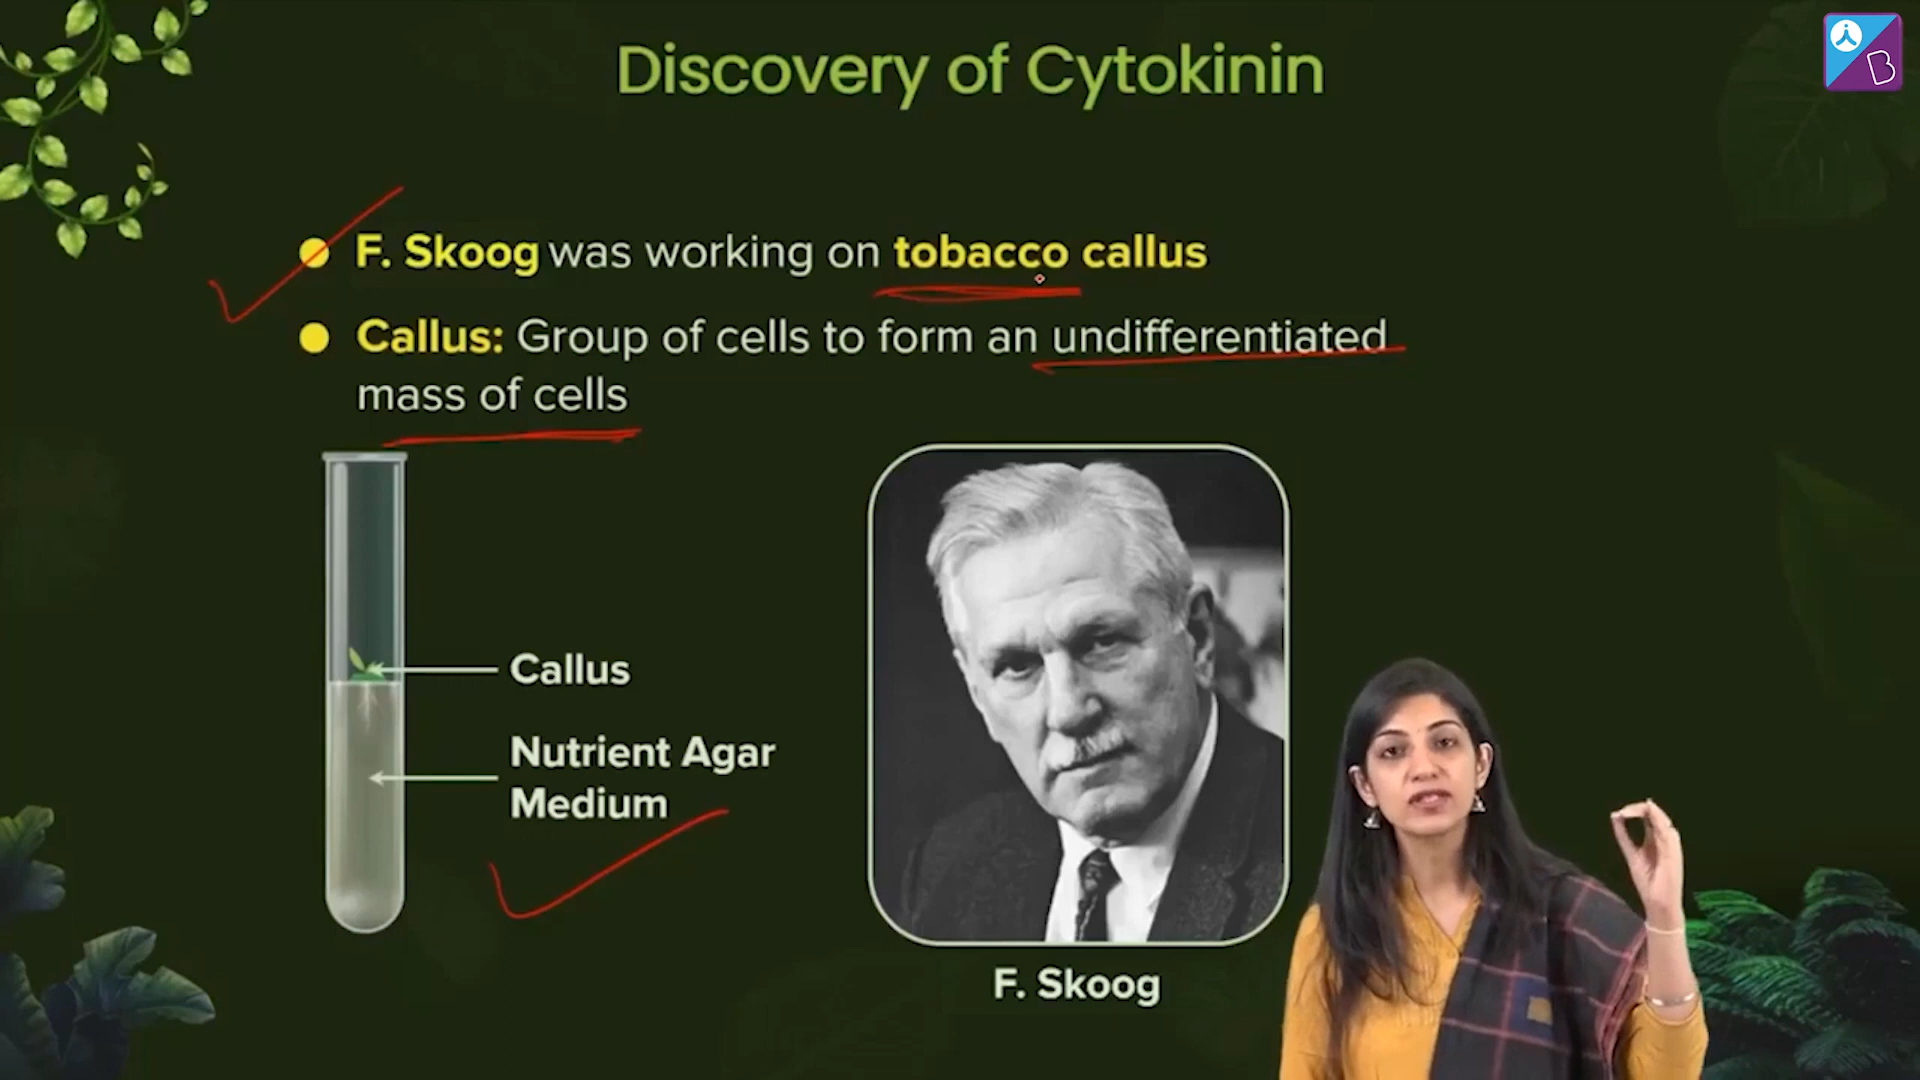 Discovery of Cytokinin
F. Skoog was working on tobacco callus
Callus: Group of cells to form an undifferentiated
mass of cells
Callus
Nutrient Agar
Medium
F. Skoog
B